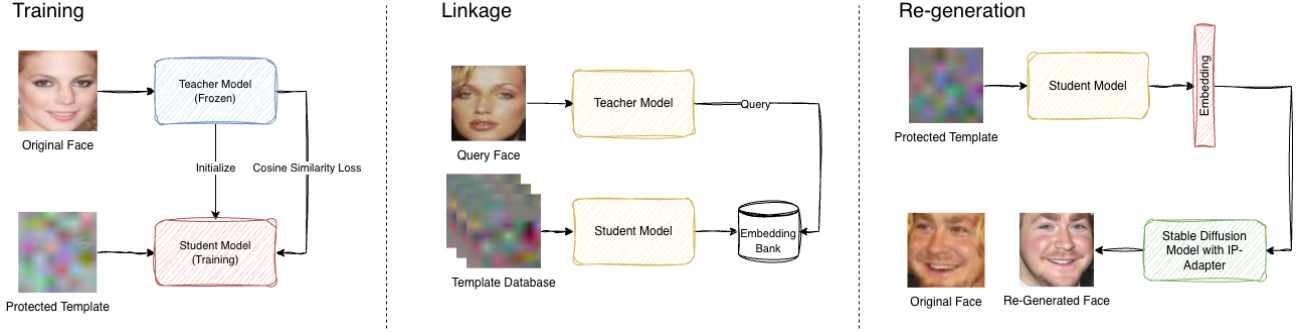 Training
Teacher Model
(Frozen)
Original Face
Initialize
Cosine Similarity Loss
Student Model
(Training)
Protected Template
Linkage
Teacher Model
Query
Query Face
Student Model
Embedding
Bank
Template Database
Re-generation
Student Model
Embedding
Protected Template
Stable Diffusion
Model with IP-
Adapter
Original Face
Re-Generated Face